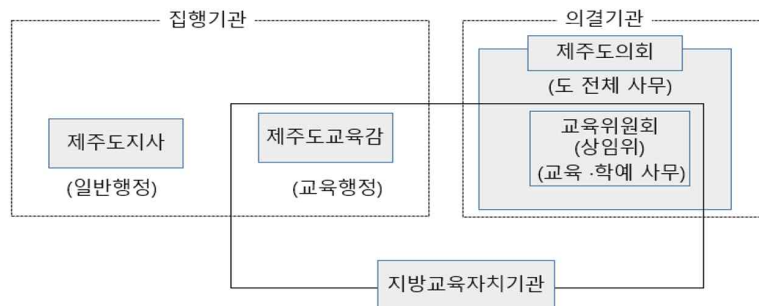 집행기관
의결기관
제주도의회
(도 전체 사무)
제주도지사
(일반행정)
제주도교육감
(교육행정)
교육위원회
(상임위)
(교육 ·학예 사무)
지방교육자치기관